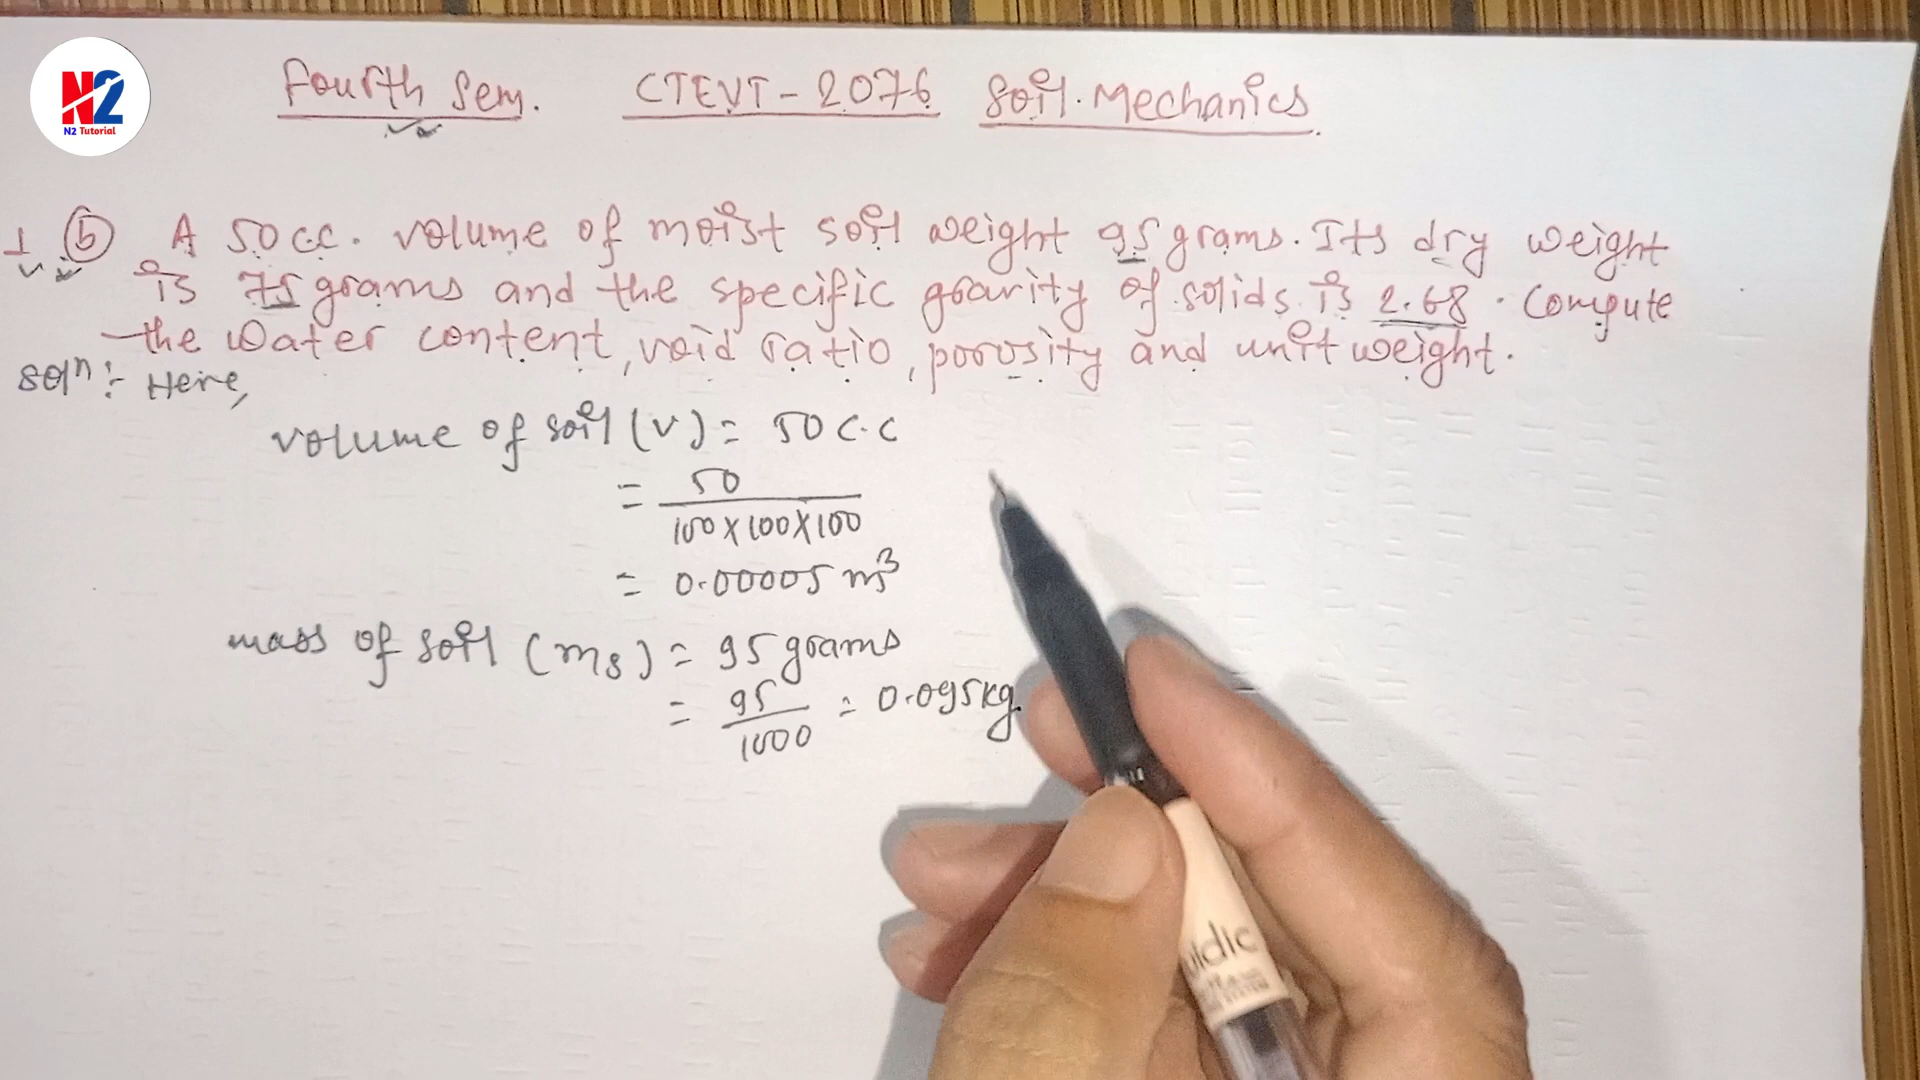 N2
N2 Tutorial
Fourth Sem. CTEVT-2076 Soil Mechanics
1 (b) A 50 c.c. volume of moist soil weight 95 grams. Its dry weight
is 75 grams and the specific gravity of solids is 2.68. Compute
the water content, void ratio, porosity and unit weight.
Solⁿ:- Here,
volume of soil (V) = 50 c.c
= 50 / 100×100×100
= 0.00005 m³
mass of soil (ms) = 95 grams
= 95 / 1000 = 0.095kg.